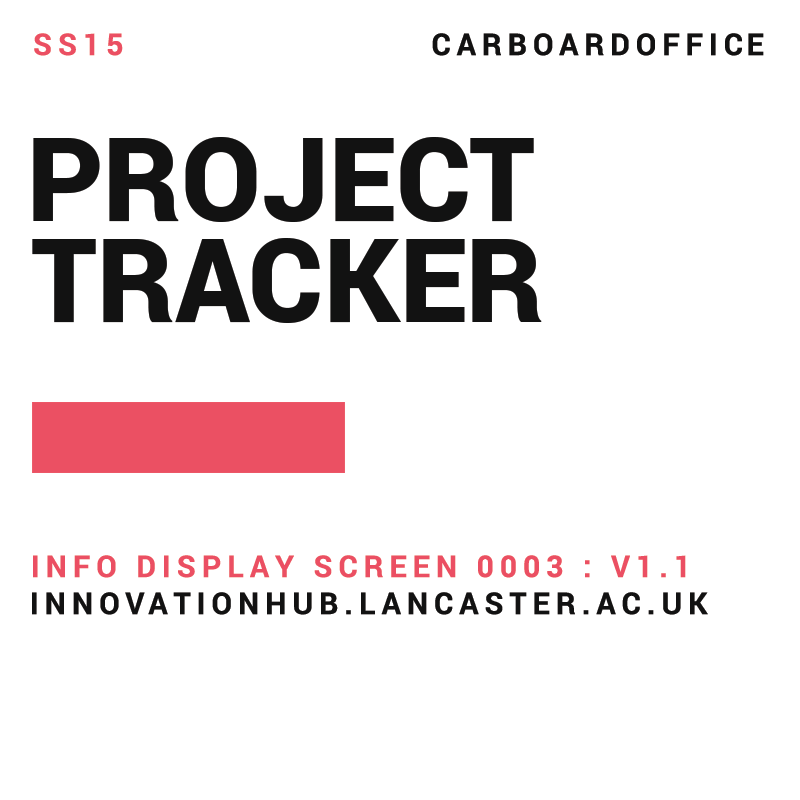 SS15
CARBOARDOFFICE
PROJECT
TRACKER
INFO DISPLAY SCREEN 0003 : V1.1
INNOVATIONHUB.LANCASTER.AC.UK